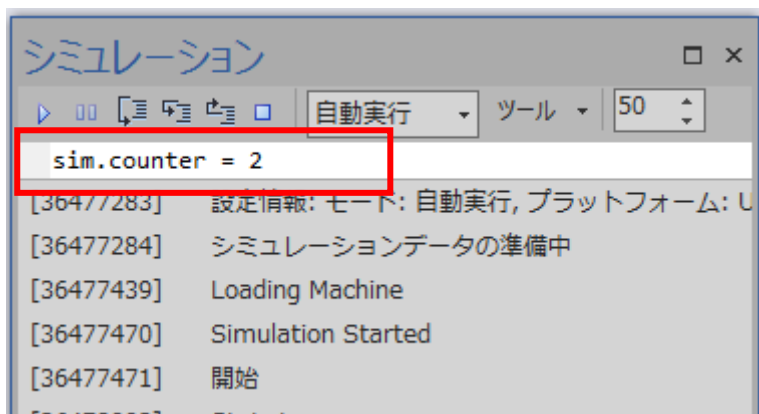 シミュレーション
自動実行 ツール 50
sim.counter = 2
[36477283] 設定情報: モード: 自動実行, プラットフォーム: U
[36477284] シミュレーションデータの準備中
[36477439] Loading Machine
[36477470] Simulation Started
[36477471] 開始